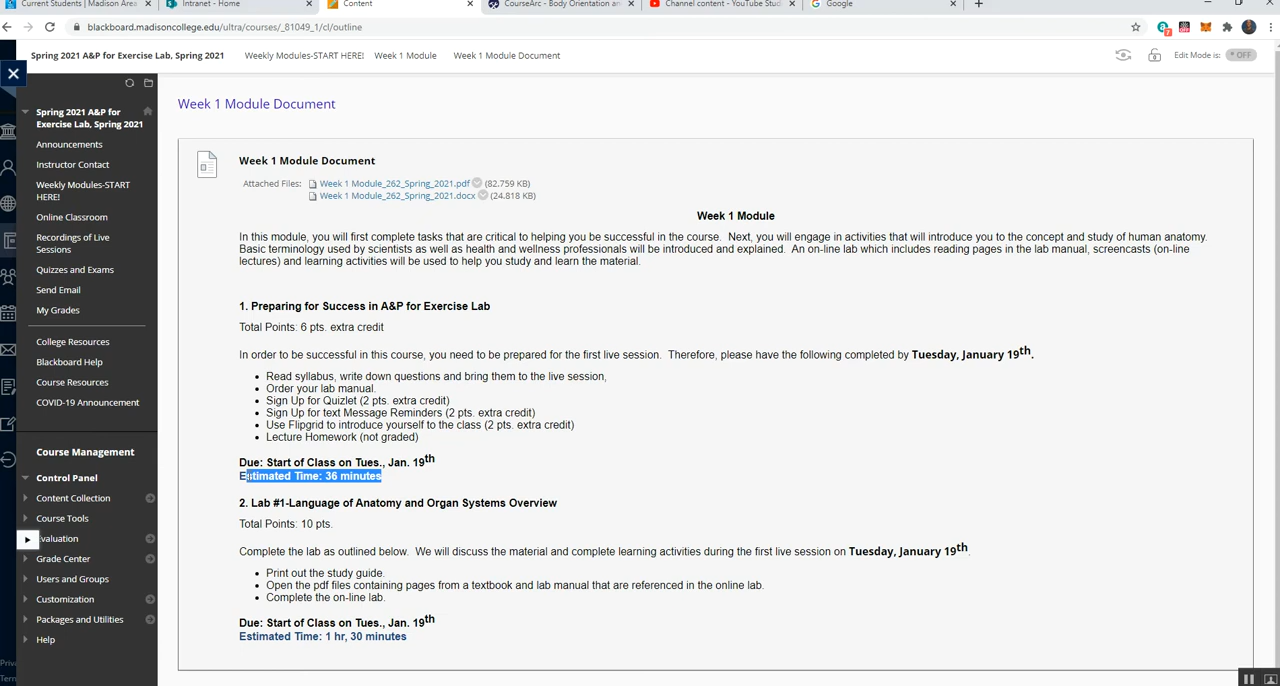 Current Students | Madison Area
Intranet - Home
Content
CourseArc - Body Orientation an
Channel content - YouTube Stud
Google
blackboard.madisoncollege.edu/ultra/courses/_81049_1/cl/outline
Spring 2021 A&P for Exercise Lab, Spring 2021
Weekly Modules-START HERE!
Week 1 Module
Week 1 Module Document
Edit Mode is:
OFF
Spring 2021 A&P for
Exercise Lab, Spring 2021
Announcements
Instructor Contact
Weekly Modules-START
HERE!
Online Classroom
Recordings of Live
Sessions
Quizzes and Exams
Send Email
My Grades
College Resources
Blackboard Help
Course Resources
COVID-19 Announcement
Course Management
Control Panel
Content Collection
Course Tools
valuation
Grade Center
Users and Groups
Customization
Packages and Utilities
Help
Priv
Term
Week 1 Module Document
Week 1 Module Document
Attached Files: Week 1 Module_262_Spring_2021.pdf (82.759 KB)
Week 1 Module_262_Spring_2021.docx (24.818 KB)
Week 1 Module
In this module, you will first complete tasks that are critical to helping you be successful in the course. Next, you will engage in activities that will introduce you to the concept and study of human anatomy.
Basic terminology used by scientists as well as health and wellness professionals will be introduced and explained. An on-line lab which includes reading pages in the lab manual, screencasts (on-line
lectures) and learning activities will be used to help you study and learn the material.
1. Preparing for Success in A&P for Exercise Lab
Total Points: 6 pts. extra credit
In order to be successful in this course, you need to be prepared for the first live session. Therefore, please have the following completed by Tuesday, January 19th.
• Read syllabus, write down questions and bring them to the live session,
• Order your lab manual.
• Sign Up for Quizlet (2 pts. extra credit)
• Sign Up for text Message Reminders (2 pts. extra credit)
• Use Flipgrid to introduce yourself to the class (2 pts. extra credit)
• Lecture Homework (not graded)
Due: Start of Class on Tues., Jan. 19th
Estimated Time: 36 minutes
2. Lab #1-Language of Anatomy and Organ Systems Overview
Total Points: 10 pts.
Complete the lab as outlined below. We will discuss the material and complete learning activities during the first live session on Tuesday, January 19th.
• Print out the study guide.
• Open the pdf files containing pages from a textbook and lab manual that are referenced in the online lab.
• Complete the on-line lab.
Due: Start of Class on Tues., Jan. 19th
Estimated Time: 1 hr, 30 minutes